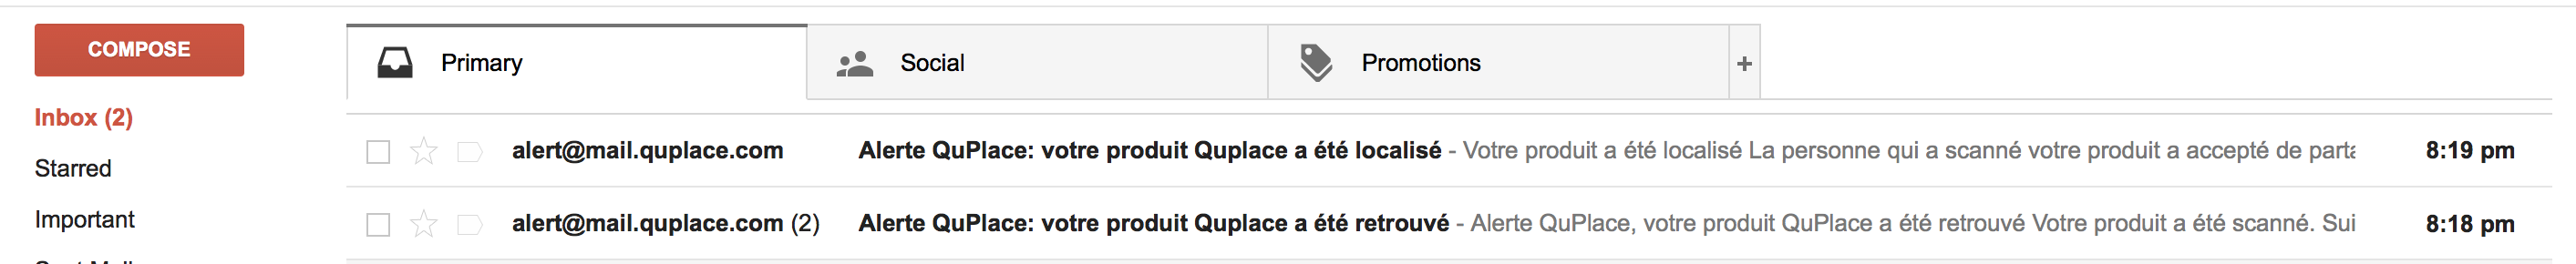 COMPOSE
Primary
Social
Promotions
+
Inbox (2)
Starred
Important
alert@mail.quplace.com Alerte QuPlace: votre produit Quplace a été localisé - Votre produit a été localisé La personne qui a scanné votre produit a accepté de parta 8:19 pm
alert@mail.quplace.com (2) Alerte QuPlace: votre produit Quplace a été retrouvé - Alerte QuPlace, votre produit QuPlace a été retrouvé Votre produit a été scanné. Sui 8:18 pm